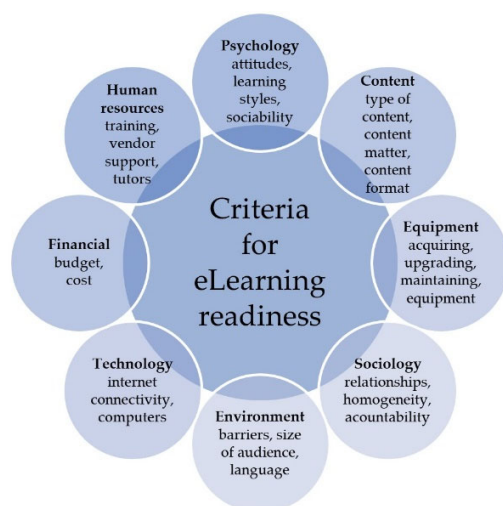 Psychology
attitudes,
learning
styles,
sociability
Content
type of
content,
content
matter,
content
format
Equipment
acquiring,
upgrading,
maintaining,
equipment
Sociology
relationships,
homogeneity,
acountability
Environment
barriers, size
of audience,
language
Technology
internet
connectivity,
computers
Financial
budget,
cost
Human
resources
training,
vendor
support,
tutors
Criteria
for
eLearning
readiness